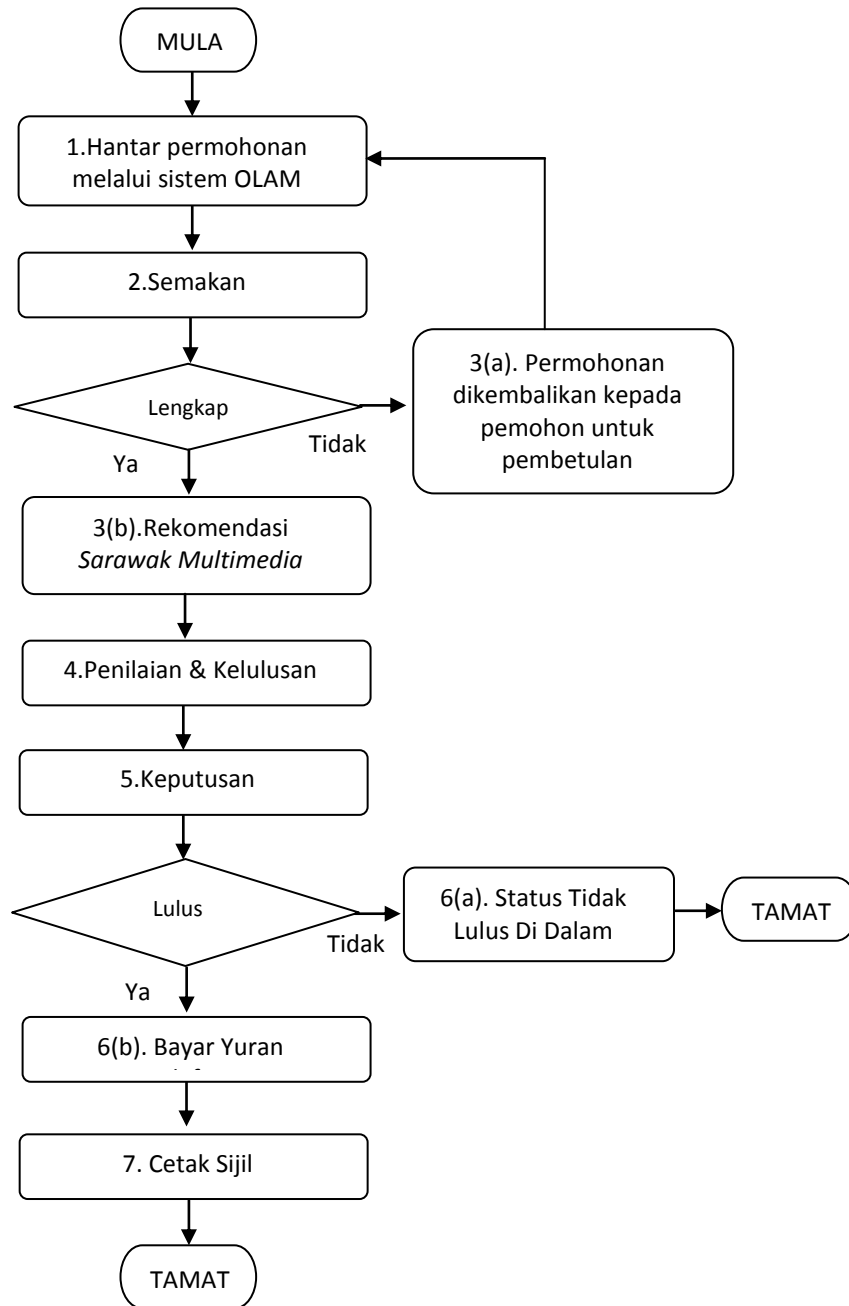 MULA
1.Hantar permohonan
melalui sistem OLAM
2.Semakan
Lengkap
Tidak
Ya
3(a). Permohonan
dikembalikan kepada
pemohon untuk
pembetulan
3(b).Rekomendasi
Sarawak Multimedia
4.Penilaian & Kelulusan
5.Keputusan
Lulus
Tidak
Ya
6(a). Status Tidak
Lulus Di Dalam
TAMAT
6(b). Bayar Yuran
7. Cetak Sijil
TAMAT